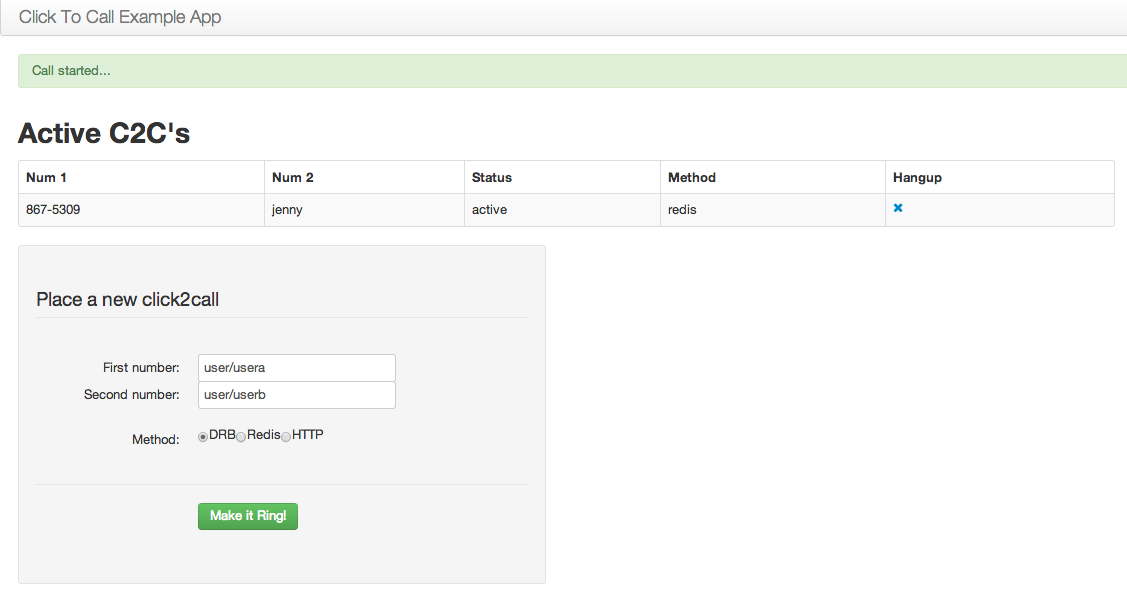 Click To Call Example App
Call started...
Active C2C's
Num 1 Num 2 Status Method Hangup
867-5309 jenny active redis
Place a new click2call
First number: user/usera
Second number: user/userb
Method: DRB Redis HTTP
Make it Ring!